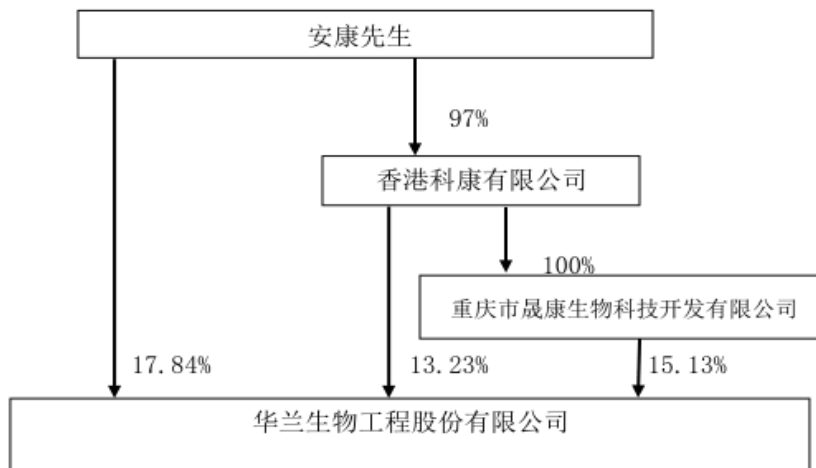 安康先生
97%
香港科康有限公司
100%
重庆市晟康生物科技开发有限公司
17.84%
13.23%
15.13%
华兰生物工程股份有限公司